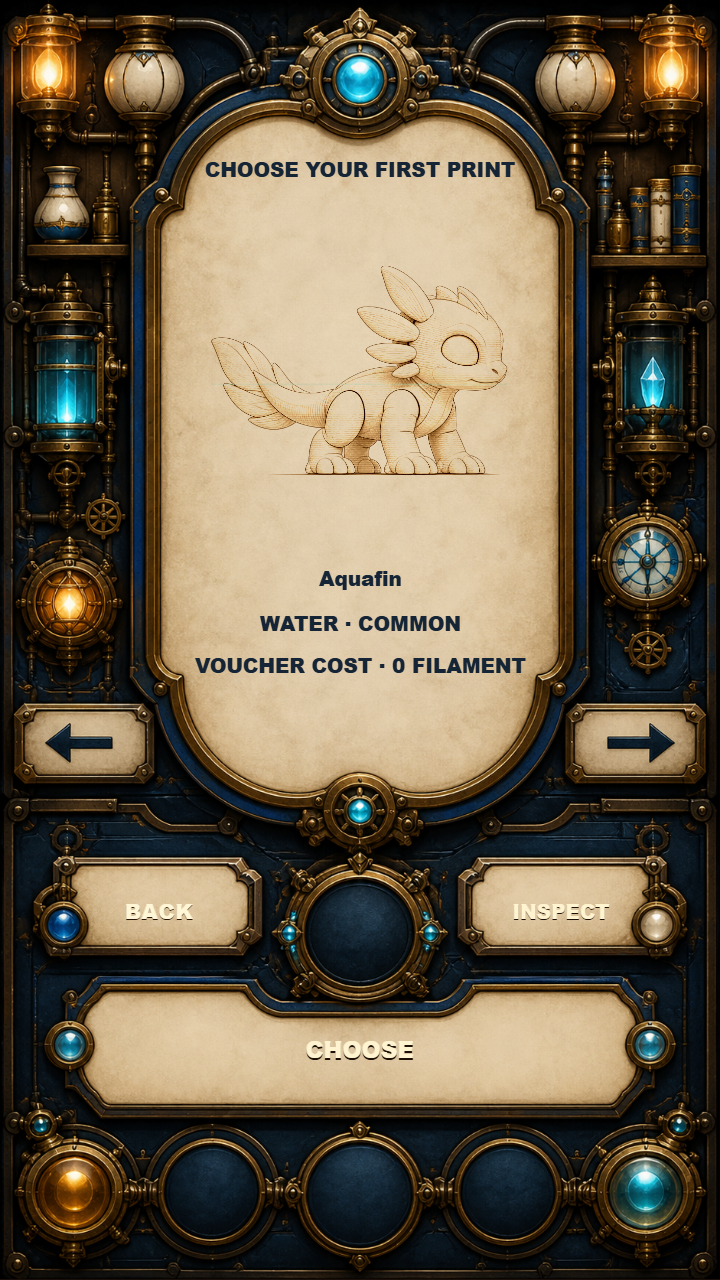 CHOOSE YOUR FIRST PRINT
Aquafin
WATER · COMMON
VOUCHER COST · 0 FILAMENT
BACK
INSPECT
CHOOSE